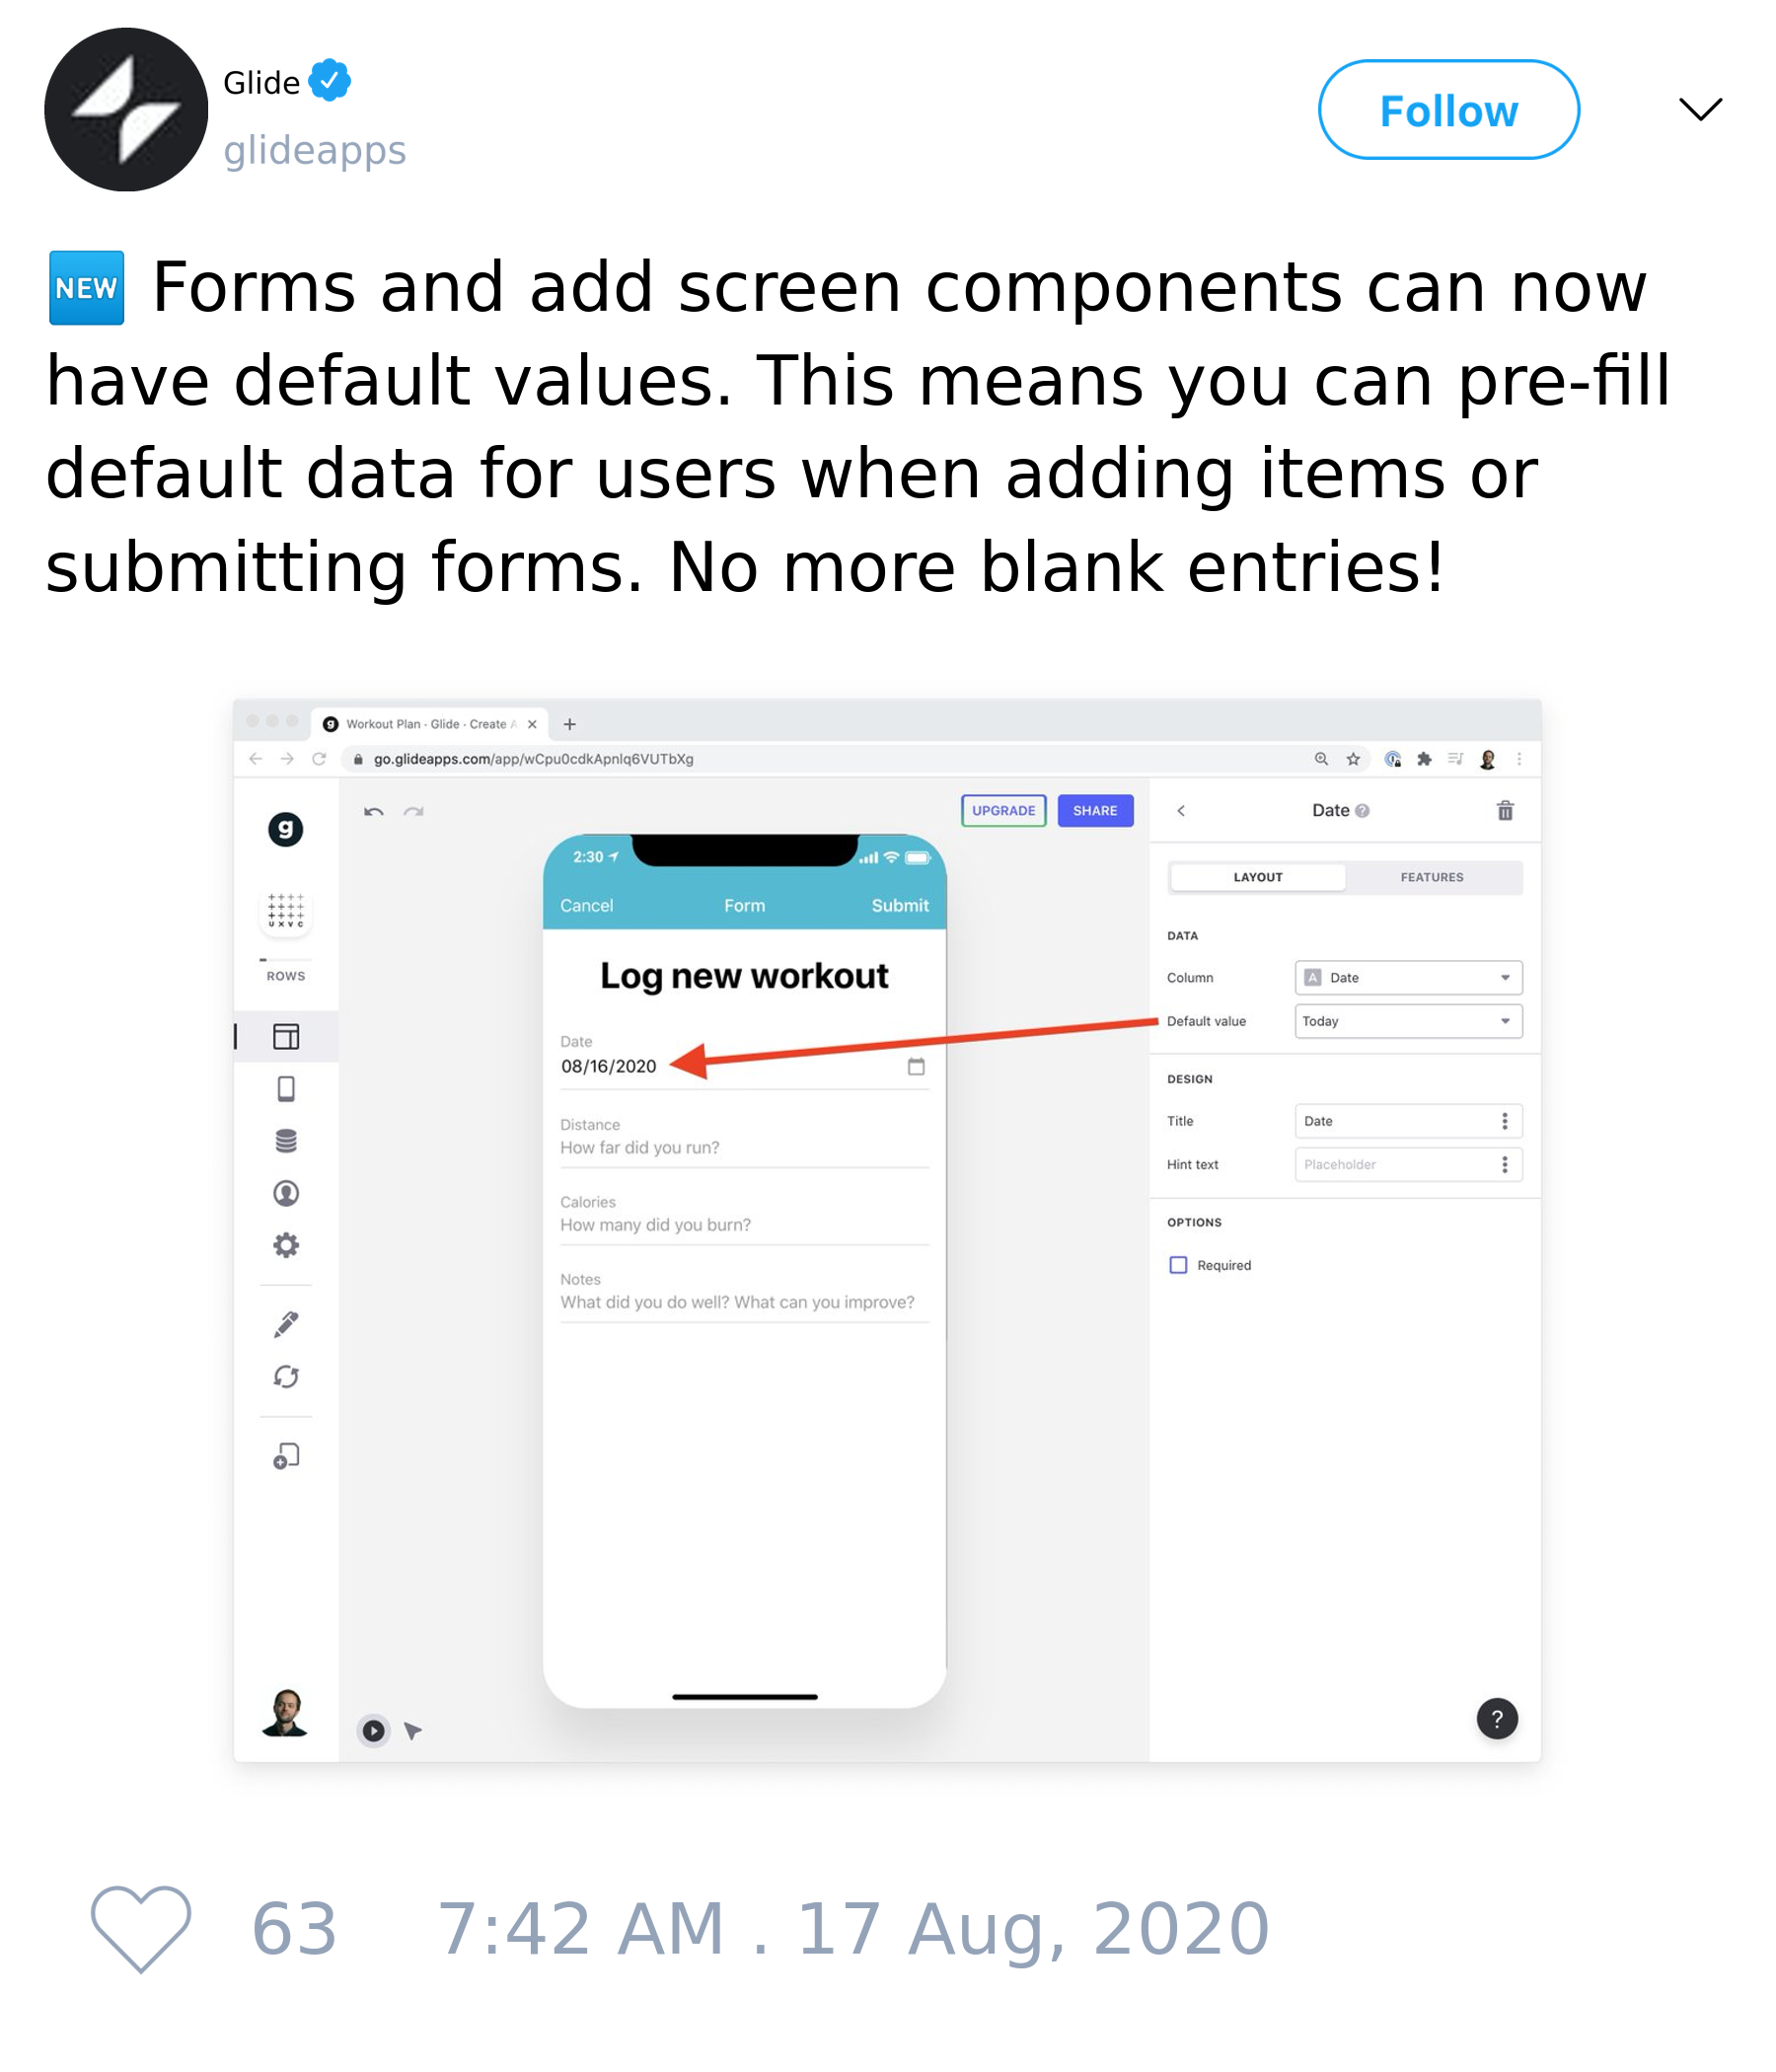 Glide
glideapps
Follow
NEW Forms and add screen components can now
have default values. This means you can pre-fill
default data for users when adding items or
submitting forms. No more blank entries!
Workout Plan - Glide - Create A
go.glideapps.com/app/wCpu0cdkApnlq6VUTbXg
g
UPGRADE SHARE
Date ?
2:30
LAYOUT FEATURES
Cancel Form Submit
U X V C
ROWS
DATA
Log new workout
Column A Date
Default value Today
Date
08/16/2020
DESIGN
Title Date
Distance
How far did you run?
Hint text Placeholder
Calories
How many did you burn?
OPTIONS
Required
Notes
What did you do well? What can you improve?
?
63 7:42 AM . 17 Aug, 2020